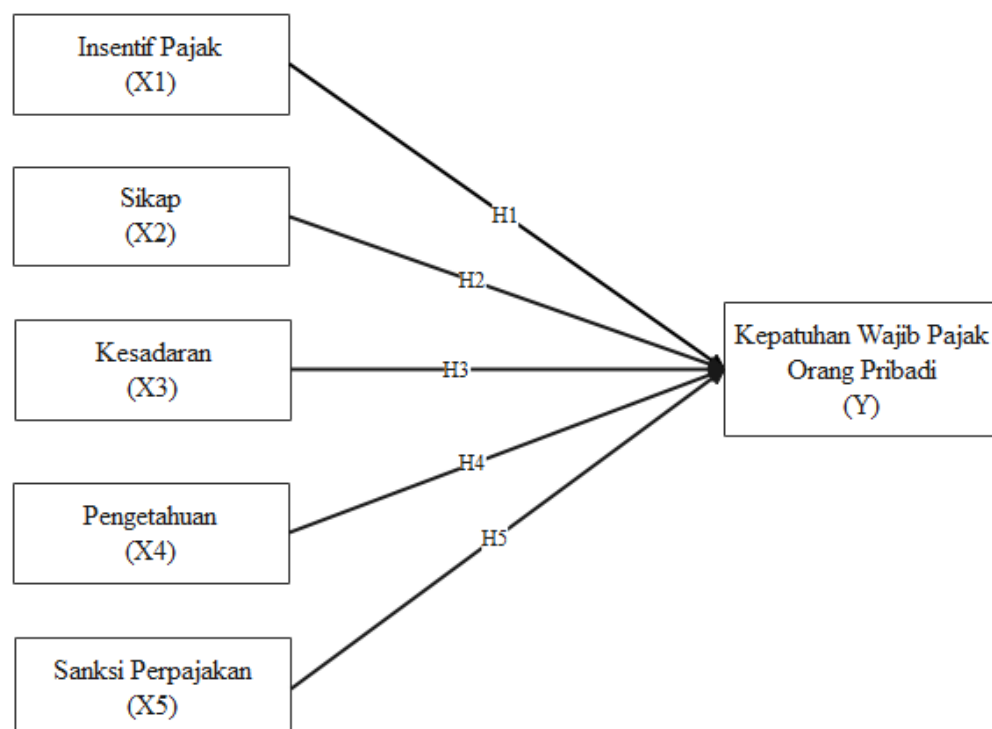 Insentif Pajak
(X1)
Sikap
(X2)
Kesadaran
(X3)
Pengetahuan
(X4)
Sanksi Perpajakan
(X5)
H1
H2
H3
H4
H5
Kepatuhan Wajib Pajak
Orang Pribadi
(Y)